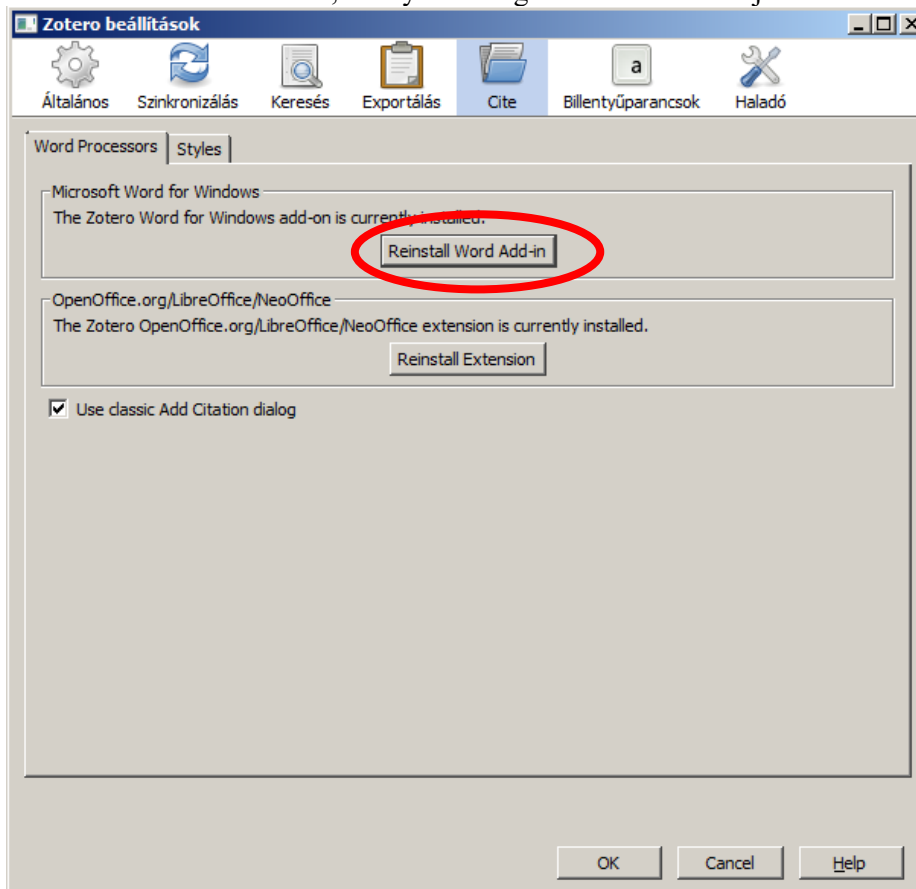 Zotero beállítások
Általános Szinkronizálás Keresés Exportálás Cite Billentyűparancsok Haladó
a
Word Processors Styles
Microsoft Word for Windows
The Zotero Word for Windows add-on is currently installed.
Reinstall Word Add-in
OpenOffice.org/LibreOffice/NeoOffice
The Zotero OpenOffice.org/LibreOffice/NeoOffice extension is currently installed.
Reinstall Extension
Use classic Add Citation dialog
OK Cancel Help